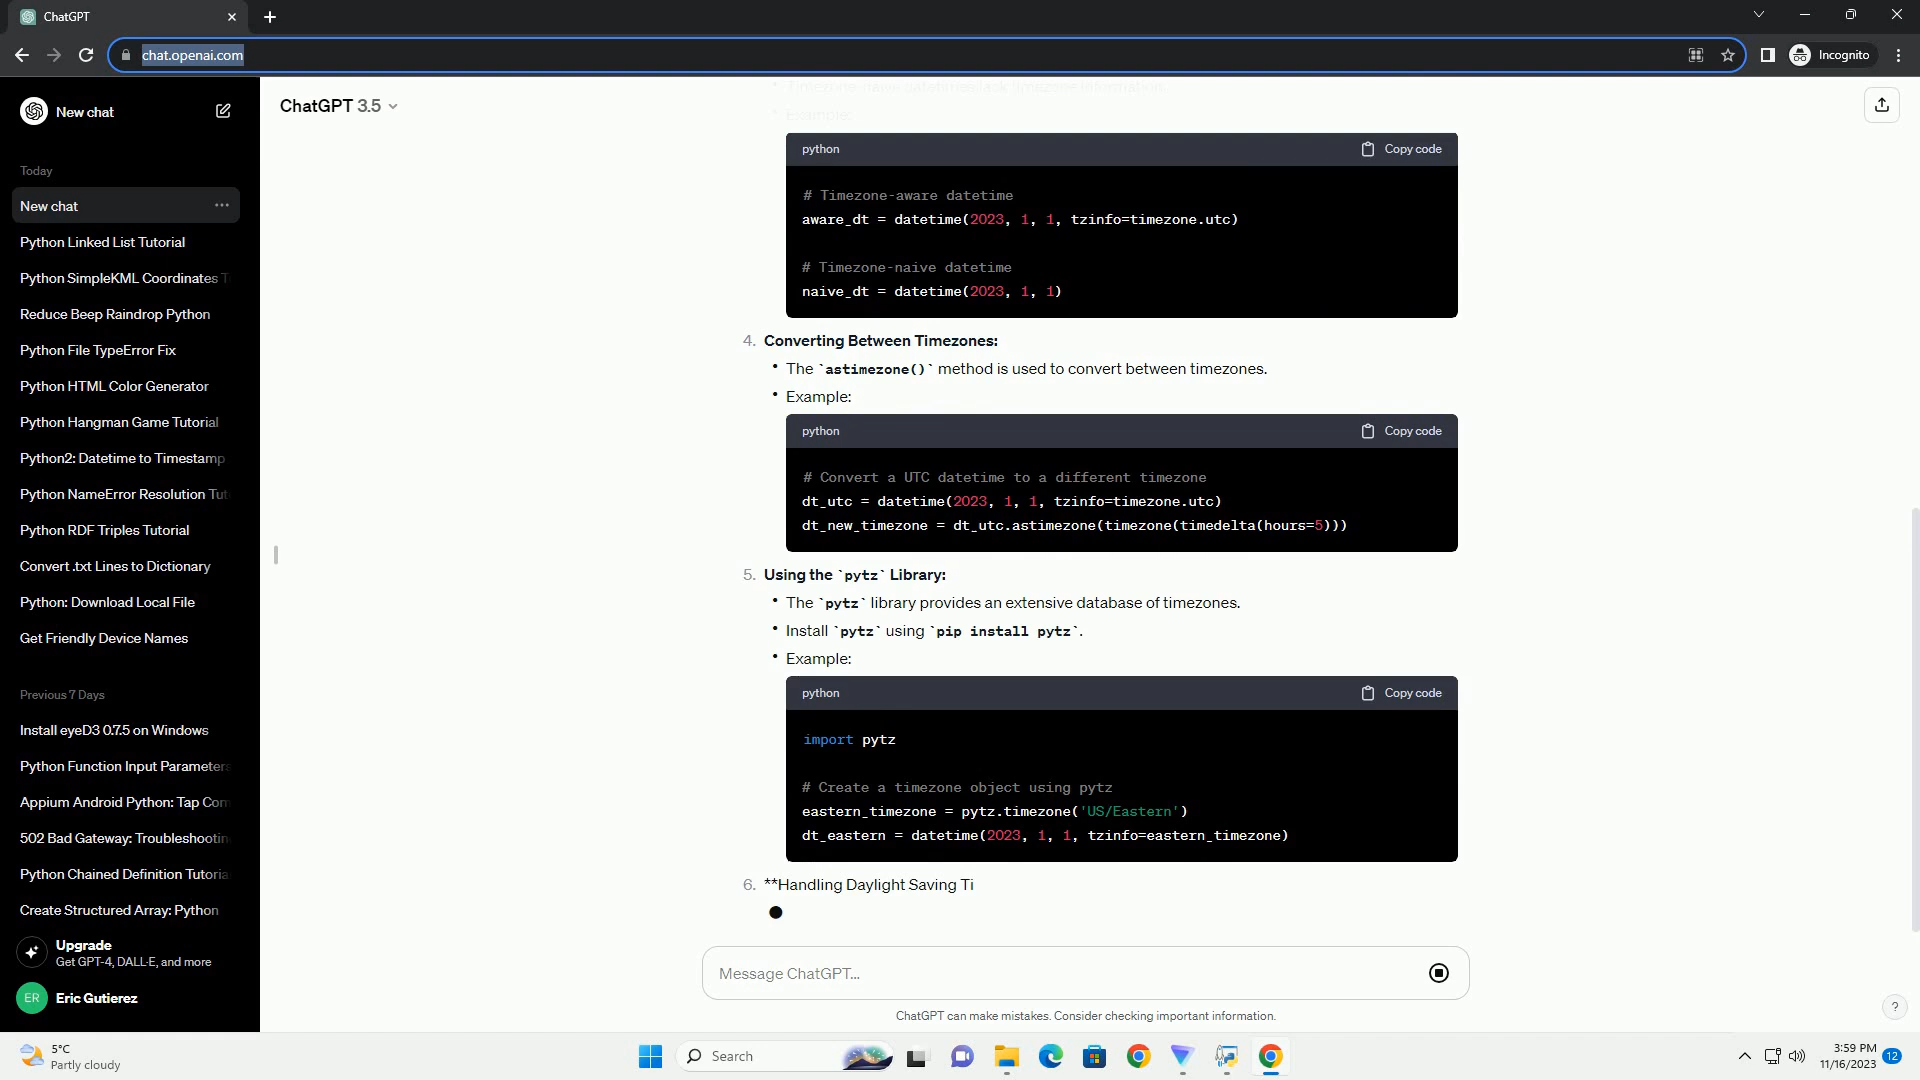 ChatGPT
chat.openai.com
Incognito
New chat
ChatGPT 3.5
Today
New chat
Python Linked List Tutorial
Python SimpleKML Coordinates T
Reduce Beep Raindrop Python
Python File TypeError Fix
Python HTML Color Generator
Python Hangman Game Tutorial
Python2: Datetime to Timestamp
Python NameError Resolution Tut
Python RDF Triples Tutorial
Convert .txt Lines to Dictionary
Python: Download Local File
Get Friendly Device Names
Previous 7 Days
Install eyeD3 0.7.5 on Windows
Python Function Input Parameters
Appium Android Python: Tap Com
502 Bad Gateway: Troubleshootin
Python Chained Definition Tutoria
Create Structured Array: Python
Upgrade
Get GPT-4, DALL·E, and more
ER Eric Gutierez
• Timezone-naive datetimes lack timezone information.
• Example:
python Copy code
# Timezone-aware datetime
aware_dt = datetime(2023, 1, 1, tzinfo=timezone.utc)
# Timezone-naive datetime
naive_dt = datetime(2023, 1, 1)
4. Converting Between Timezones:
• The `astimezone()` method is used to convert between timezones.
• Example:
python Copy code
# Convert a UTC datetime to a different timezone
dt_utc = datetime(2023, 1, 1, tzinfo=timezone.utc)
dt_new_timezone = dt_utc.astimezone(timezone(timedelta(hours=5)))
5. Using the `pytz` Library:
• The `pytz` library provides an extensive database of timezones.
• Install `pytz` using `pip install pytz`.
• Example:
python Copy code
import pytz
# Create a timezone object using pytz
eastern_timezone = pytz.timezone('US/Eastern')
dt_eastern = datetime(2023, 1, 1, tzinfo=eastern_timezone)
6. **Handling Daylight Saving Ti
Message ChatGPT...
ChatGPT can make mistakes. Consider checking important information.
?
5°C
Partly cloudy
Search
3:59 PM
11/16/2023
12